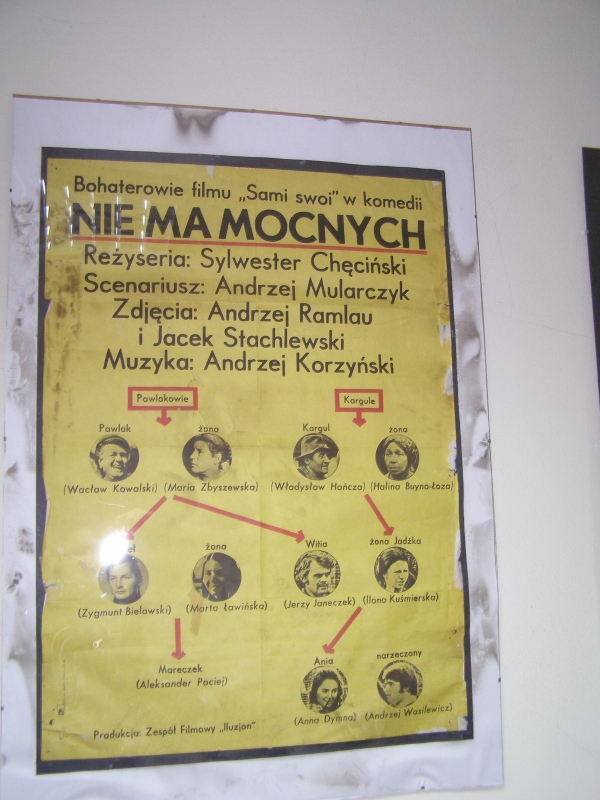 Bohaterowie filmu „Sami swoi" w komedii
NIE MA MOCNYCH
Reżyseria: Sylwester Chęciński
Scenariusz: Andrzej Mularczyk
Zdjęcia: Andrzej Ramlau
i Jacek Stachlewski
Muzyka: Andrzej Korzyński
Pawlakowie Kargule
Pawlak żona Kargul żona
(Wacław Kowalski) (Maria Zbyszewska) (Władysław Hańcza) (Halina Buyno-Łoza)
żona Witia żona Jadźka
(Zygmunt Bielawski) (Marta Ławińska) (Jerzy Janeczek) (Ilona Kuśmierska)
Mareczek Ania narzeczony
(Aleksander Pociej) (Anna Dymna) (Andrzej Wasilewicz)
Produkcja: Zespół Filmowy „Iluzjon"